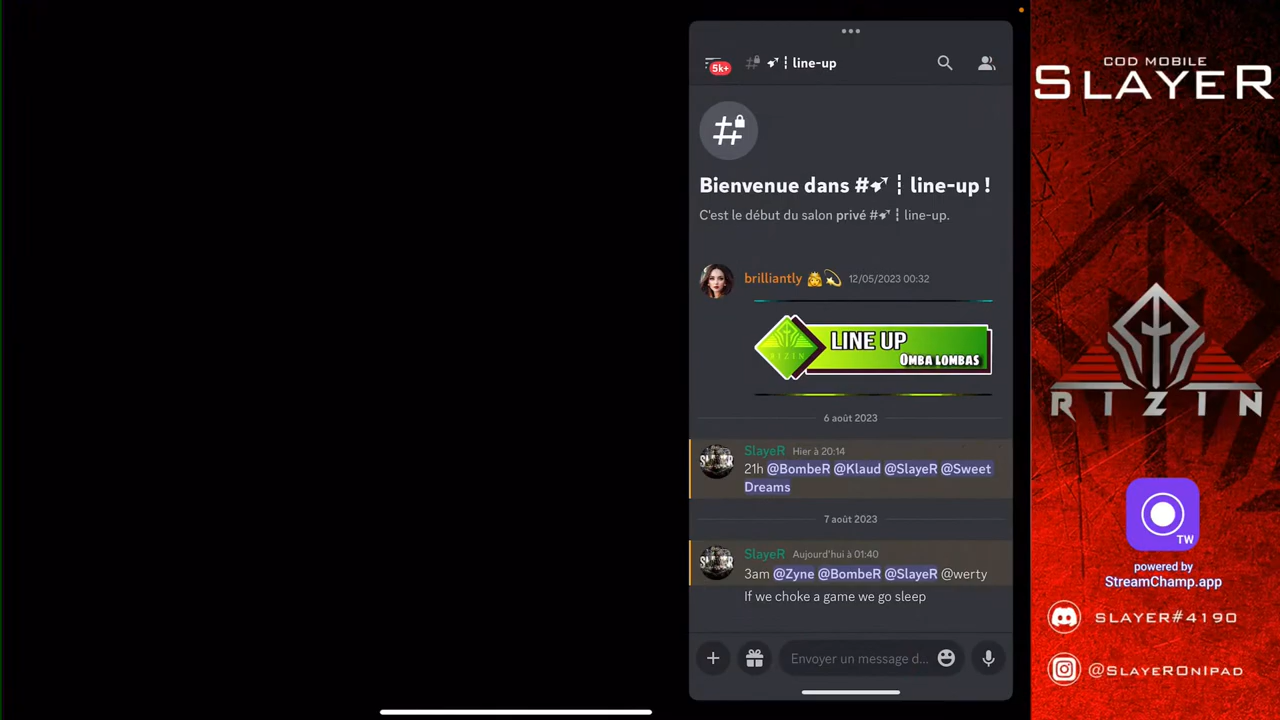 5k+
line-up
Bienvenue dans # ➶ ┊ line-up !
C'est le début du salon privé #➶ ┊ line-up.
brilliantly 👸 💫 12/05/2023 00:32
RIZIN
LINE UP
OMBA LOMBAS
6 août 2023
SlayeR Hier à 20:14
21h @BombeR @Klaud @SlayeR @Sweet
Dreams
7 août 2023
SlayeR Aujourd'hui à 01:40
3am @Zyne @BombeR @SlayeR @werty
If we choke a game we go sleep
Envoyer un message d...
COD MOBILE
SLAYER
RIZIN
TW
powered by
StreamChamp.app
SLAYER#4190
@SLAYERONIPAD